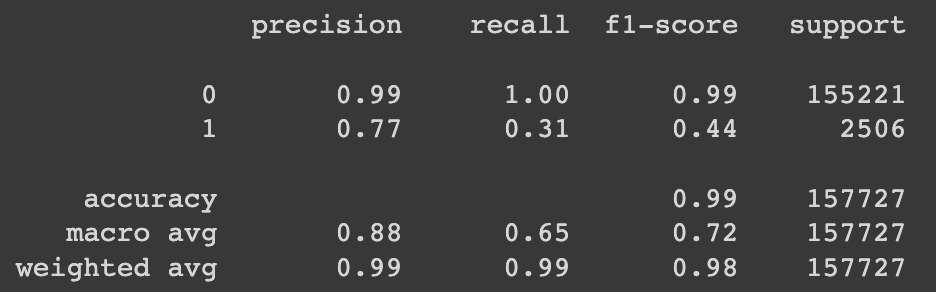 precision recall f1-score support
0 0.99 1.00 0.99 155221
1 0.77 0.31 0.44 2506
accuracy 0.99 157727
macro avg 0.88 0.65 0.72 157727
weighted avg 0.99 0.99 0.98 157727